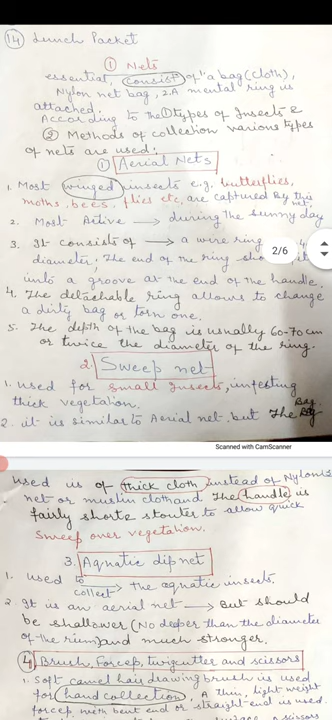 (14) Lunch Packet
① Nets
essential, consist of "a bag (cloth),
Nylon net bag, 2. A mental ring is
attached.
According to the ① types of Insects &
② Methods of collection various types
of nets are used:
① Aerial Nets
1. Most winged insects e.g. butterflies,
moths, bees, flies etc, are captured By this
net.
2. Most Active → during the sunny day
3. It consists of → a wire ring
diameter, The end of the ring
2/6
into a groove at the end of the handle.
4. The detachable ring allows to change
a dirty bag or torn one.
5. The depth of the bag is usually 60-70 cm
or twice the diameter of the ring.
2. Sweep net
1. used for small Insects, infesting
thick vegetation.
2. it is similar to Aerial net, but The Bag
Scanned with CamScanner
used is of thick cloth instead of Nylon
net or muslin cloth and The handle is
fairly shorte stouter to allow quick
Sweep over vegetation.
3. Aqnatic dipnet
1. used to collect → the aqnatic insects.
2. It is an aerial net → But should
be shallower (No deeper than the diameter
of the rim) and much stronger.
④ Brush, Forcep, twigcutter and scissors
1. Soft camel hair drawing brush is used
for (hand collection). A thin, light weight
forcep with bent end or straight end is used